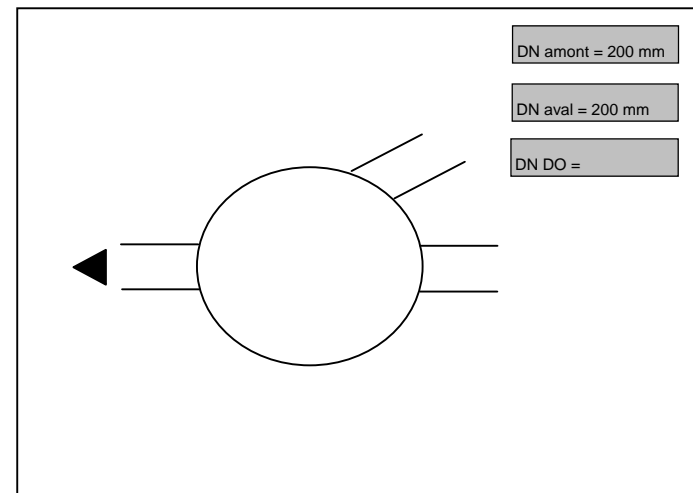 DN amont = 200 mm
DN aval = 200 mm
DN DO =